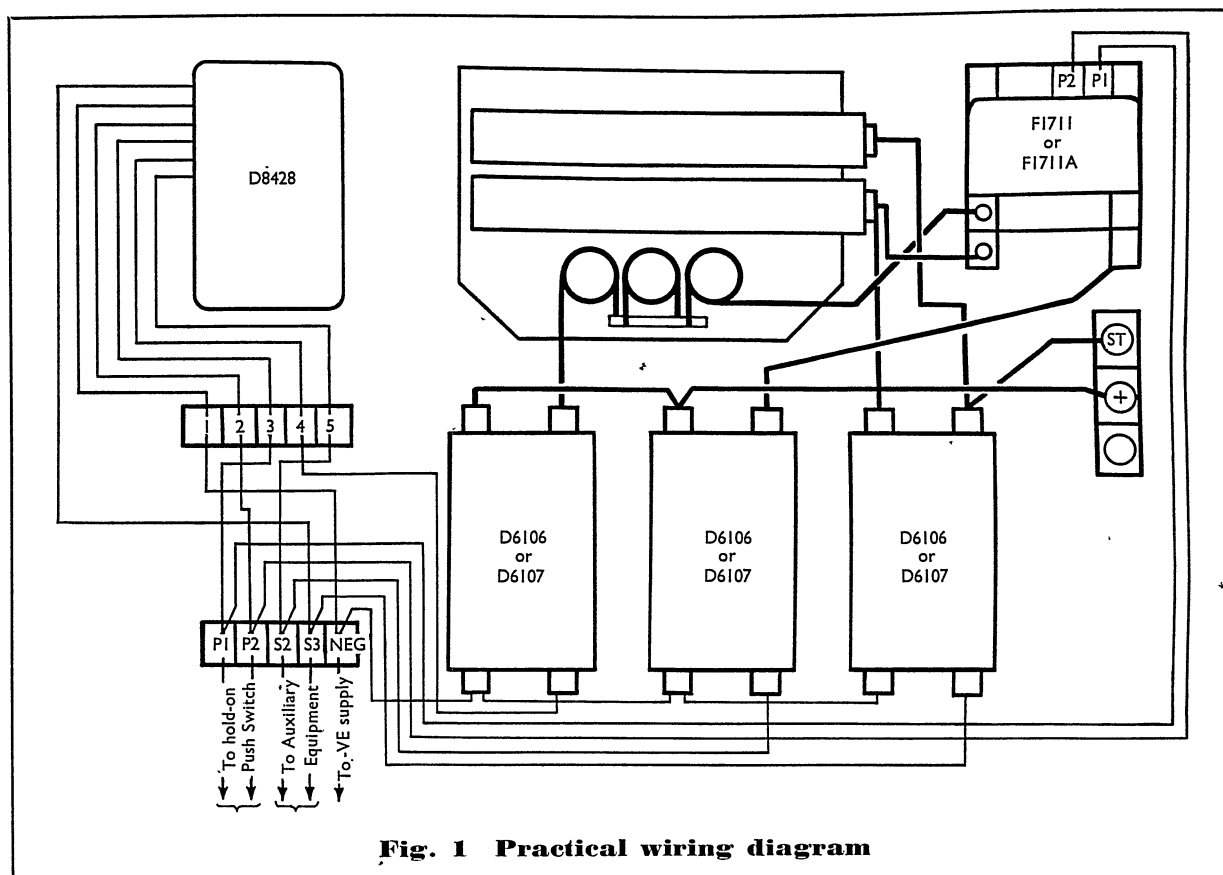 P2 P1
F1711
or
F1711A
D8428
ST
+
1 2 3 4 5
D6106
or
D6107
D6106
or
D6107
D6106
or
D6107
P1 P2 S2 S3 NEG
To hold-on
Push Switch
To Auxiliary
Equipment
To -VE supply
Fig. 1 Practical wiring diagram